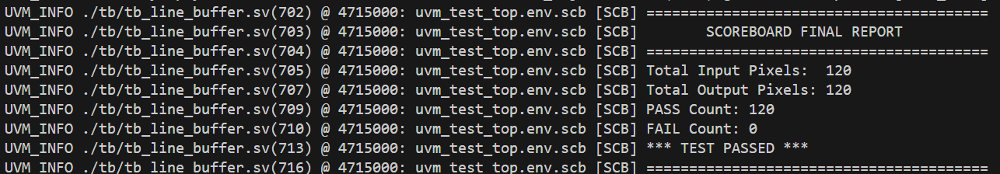 UVM_INFO ./tb/tb_line_buffer.sv(702) @ 4715000: uvm_test_top.env.scb [SCB] ========================================
UVM_INFO ./tb/tb_line_buffer.sv(703) @ 4715000: uvm_test_top.env.scb [SCB]        SCOREBOARD FINAL REPORT
UVM_INFO ./tb/tb_line_buffer.sv(704) @ 4715000: uvm_test_top.env.scb [SCB] ========================================
UVM_INFO ./tb/tb_line_buffer.sv(705) @ 4715000: uvm_test_top.env.scb [SCB] Total Input Pixels:  120
UVM_INFO ./tb/tb_line_buffer.sv(707) @ 4715000: uvm_test_top.env.scb [SCB] Total Output Pixels: 120
UVM_INFO ./tb/tb_line_buffer.sv(709) @ 4715000: uvm_test_top.env.scb [SCB] PASS Count: 120
UVM_INFO ./tb/tb_line_buffer.sv(710) @ 4715000: uvm_test_top.env.scb [SCB] FAIL Count: 0
UVM_INFO ./tb/tb_line_buffer.sv(713) @ 4715000: uvm_test_top.env.scb [SCB] *** TEST PASSED ***
UVM_INFO ./tb/tb_line_buffer.sv(716) @ 4715000: uvm_test_top.env.scb [SCB] ========================================